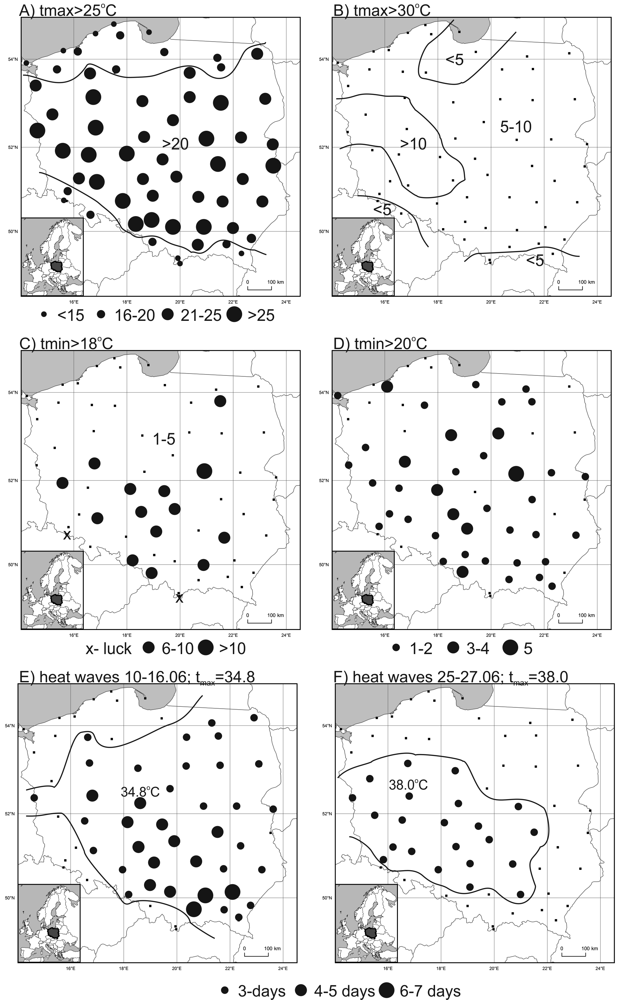 A) tmax>25°C
B) tmax>30°C
54°N
52°N
50°N
>20
0 100 km
16°E 18°E 20°E 22°E 24°E
<15 16-20 21-25 >25
54°N
52°N
50°N
<5
5-10
>10
<5
<5
0 100 km
16°E 18°E 20°E 22°E 24°E
C) tmin>18°C
D) tmin>20°C
54°N
52°N
50°N
1-5
x
x
0 100 km
16°E 18°E 20°E 22°E 24°E
x- luck 6-10 >10
54°N
52°N
50°N
0 100 km
16°E 18°E 20°E 22°E 24°E
1-2 3-4 5
E) heat waves 10-16.06; tmax=34.8
F) heat waves 25-27.06; tmax=38.0
54°N
52°N
50°N
34.8°C
0 100 km
16°E 18°E 20°E 22°E 24°E
54°N
52°N
50°N
38.0°C
0 100 km
16°E 18°E 20°E 22°E 24°E
3-days 4-5 days 6-7 days